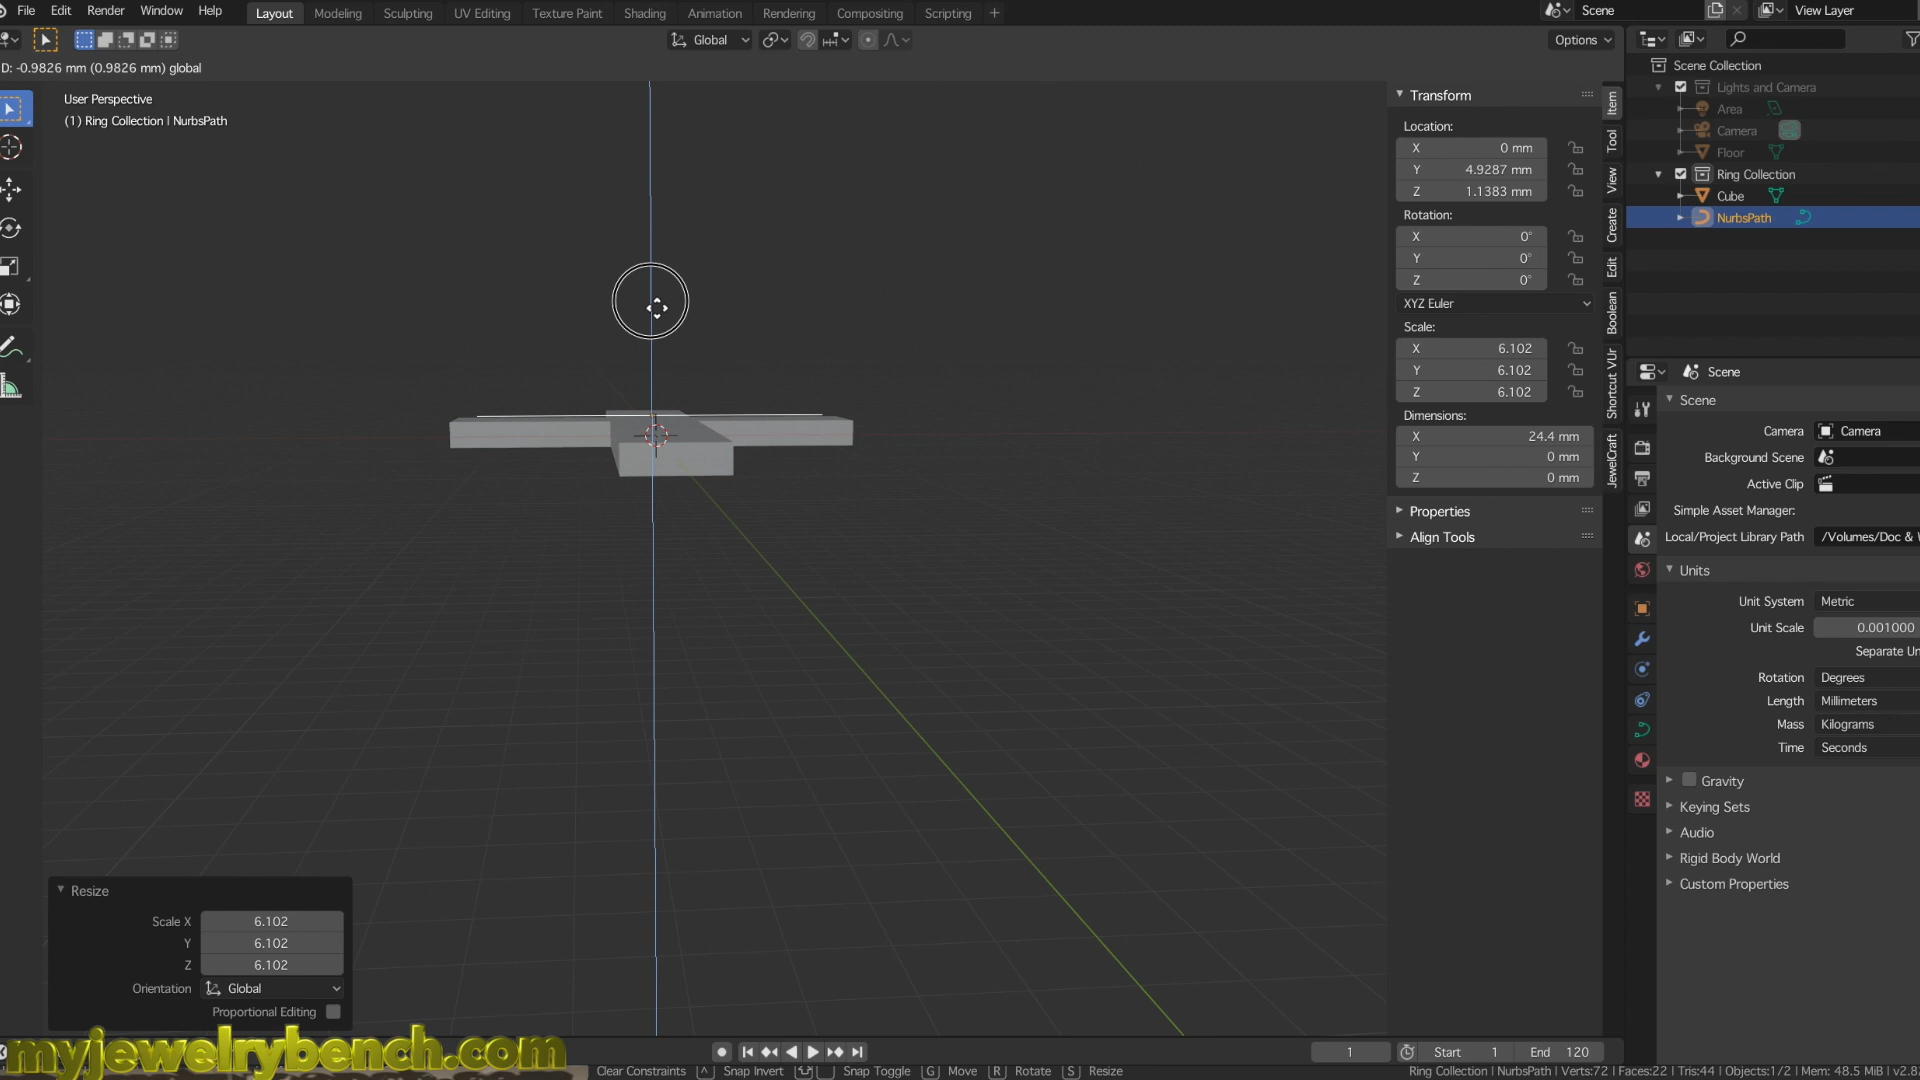 File Edit Render Window Help Layout Modeling Sculpting UV Editing Texture Paint Shading Animation Rendering Compositing Scripting + Scene View Layer
Global Options
D: -0.9826 mm (0.9826 mm) global
User Perspective
(1) Ring Collection | NurbsPath
Transform
Location:
X 0 mm
Y 4.9287 mm
Z 1.1383 mm
Rotation:
X 0°
Y 0°
Z 0°
XYZ Euler
Scale:
X 6.102
Y 6.102
Z 6.102
Dimensions:
X 24.4 mm
Y 0 mm
Z 0 mm
Properties
Align Tools
Item
Tool
View
Create
Edit
Boolean
Shortcut VUr
JewelCraft
Scene Collection
Lights and Camera
Area
Camera
Floor
Ring Collection
Cube
NurbsPath
Scene
Scene
Camera Camera
Background Scene
Active Clip
Simple Asset Manager:
Local/Project Library Path /Volumes/Doc &
Units
Unit System Metric
Unit Scale 0.001000
Separate Un
Rotation Degrees
Length Millimeters
Mass Kilograms
Time Seconds
Gravity
Keying Sets
Audio
Rigid Body World
Custom Properties
Resize
Scale X 6.102
Y 6.102
Z 6.102
Orientation Global
Proportional Editing
myjewelrybench.com
1 Start 1 End 120
Clear Constraints ^ Snap Invert Snap Toggle G Move R Rotate S Resize Ring Collection | NurbsPath | Verts:72 | Faces:22 | Tris:44 | Objects:1/2 | Mem: 48.5 MiB | v2.8